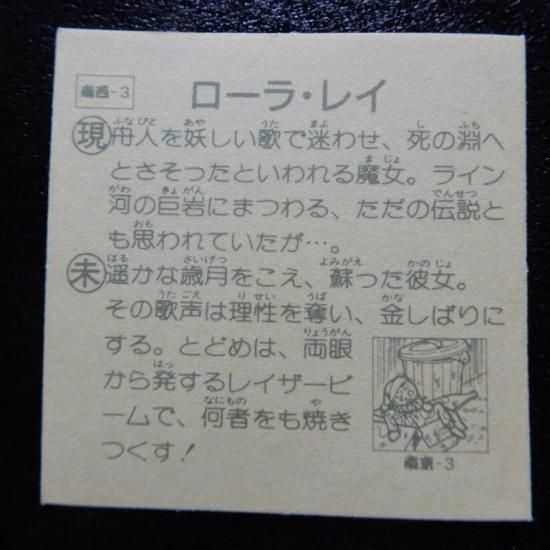 南西-3
ローラ・レイ
現 舟人を妖しい歌で迷わせ、死の淵へ
とさそったといわれる魔女。ライン
河の巨岩にまつわる、ただの伝説と
も思われていたが…。
未 遥かな歳月をこえ、蘇った彼女。
その歌声は理性を奪い、金しばりに
する。とどめは、両眼
から発するレイザービ
ームで、何者をも焼き
つくす!
南東-3